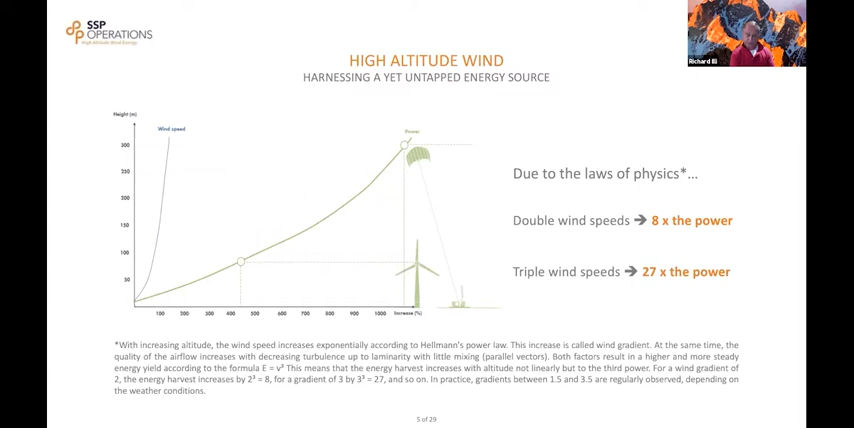 SSP
OPERATIONS
High Altitude Wind Energy
Richard Ili
HIGH ALTITUDE WIND
HARNESSING A YET UNTAPPED ENERGY SOURCE
Height (m)
Wind speed
Power
300
250
200
150
100
50
100 200 300 400 500 600 700 800 900 1000 Increase (%)
Due to the laws of physics*...
Double wind speeds ➔ 8 x the power
Triple wind speeds ➔ 27 x the power
*With increasing altitude, the wind speed increases exponentially according to Hellmann's power law. This increase is called wind gradient. At the same time, the
quality of the airflow increases with decreasing turbulence up to laminarity with little mixing (parallel vectors). Both factors result in a higher and more steady
energy yield according to the formula E = v³ This means that the energy harvest increases with altitude not linearly but to the third power. For a wind gradient of
2, the energy harvest increases by 2³ = 8, for a gradient of 3 by 3³ = 27, and so on. In practice, gradients between 1.5 and 3.5 are regularly observed, depending on
the weather conditions.
5 of 29